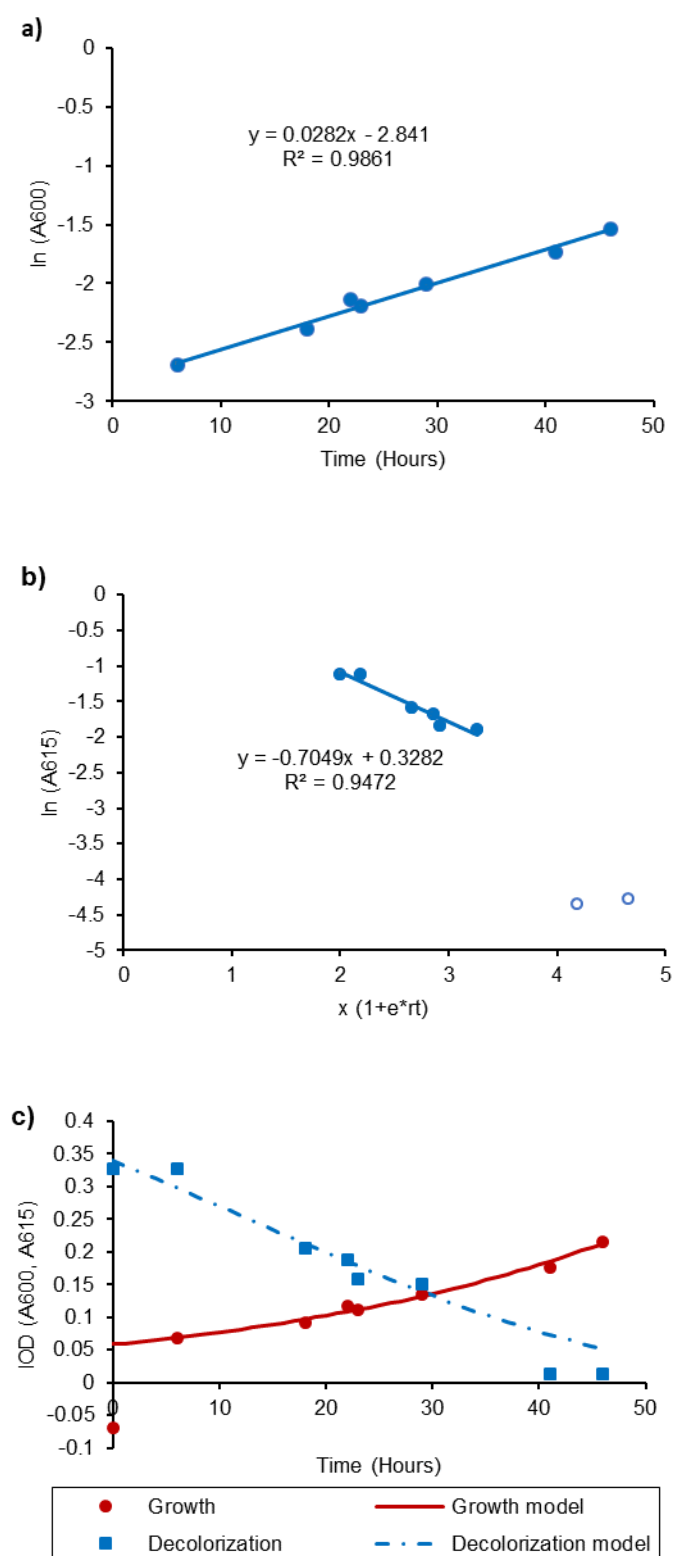 a)
0
-0.5
-1
-1.5
-2
-2.5
-3
ln (A600)
y = 0.0282x - 2.841
R² = 0.9861
0 10 20 30 40 50
Time (Hours)
b)
0
-0.5
-1
-1.5
-2
-2.5
-3
-3.5
-4
-4.5
-5
ln (A615)
y = -0.7049x + 0.3282
R² = 0.9472
0 1 2 3 4 5
x (1+e*rt)
c)
0.4
0.35
0.3
0.25
0.2
0.15
0.1
0.05
0
-0.05
-0.1
IOD (A600, A615)
0 10 20 30 40 50
Time (Hours)
Growth Growth model
Decolorization Decolorization model